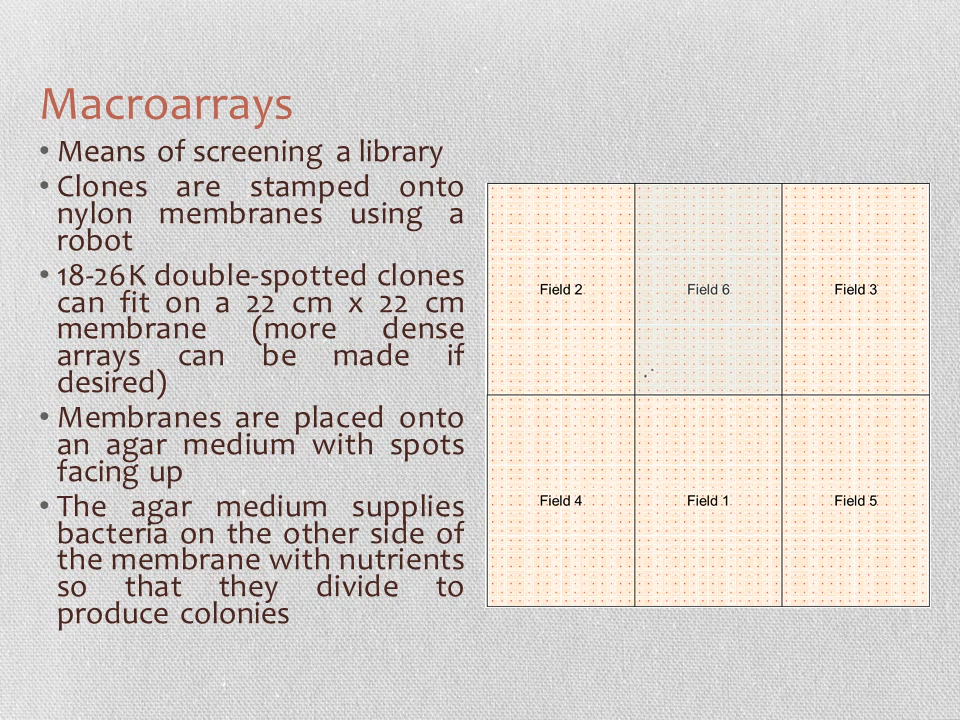 Macroarrays
• Means of screening a library
• Clones are stamped onto
nylon membranes using a
robot
• 18-26K double-spotted clones
can fit on a 22 cm x 22 cm
membrane (more dense
arrays can be made if
desired)
• Membranes are placed onto
an agar medium with spots
facing up
• The agar medium supplies
bacteria on the other side of
the membrane with nutrients
so that they divide to
produce colonies
Field 2 Field 6 Field 3
Field 4 Field 1 Field 5